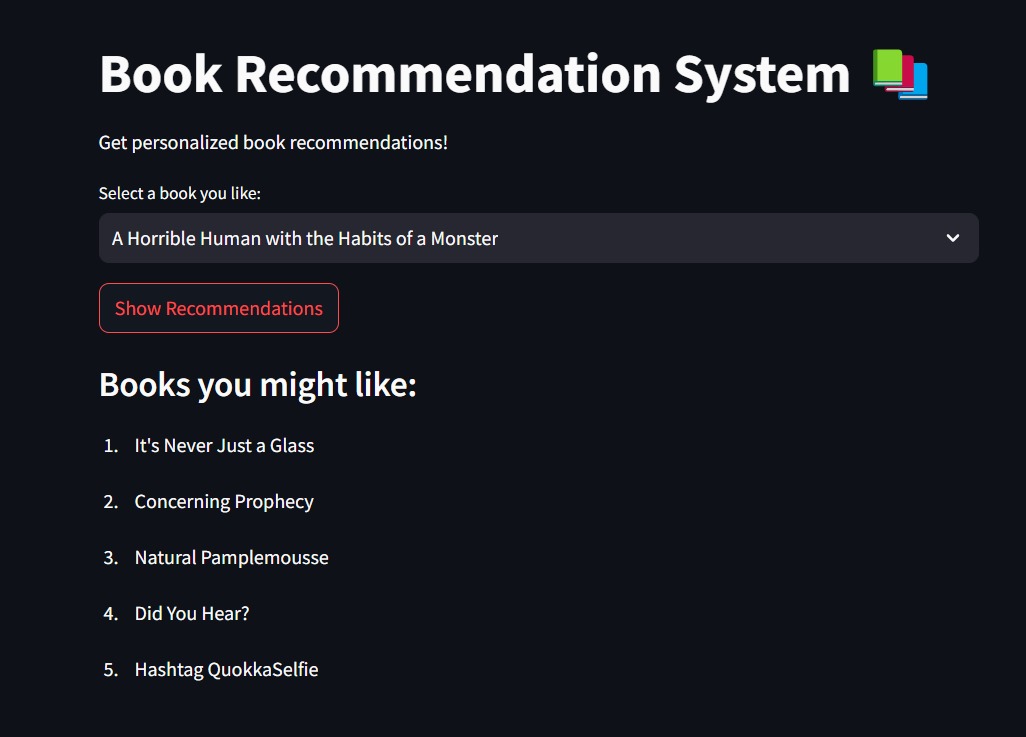 Book Recommendation System 📚
Get personalized book recommendations!
Select a book you like:
A Horrible Human with the Habits of a Monster
Show Recommendations
Books you might like:
1. It's Never Just a Glass
2. Concerning Prophecy
3. Natural Pamplemousse
4. Did You Hear?
5. Hashtag QuokkaSelfie